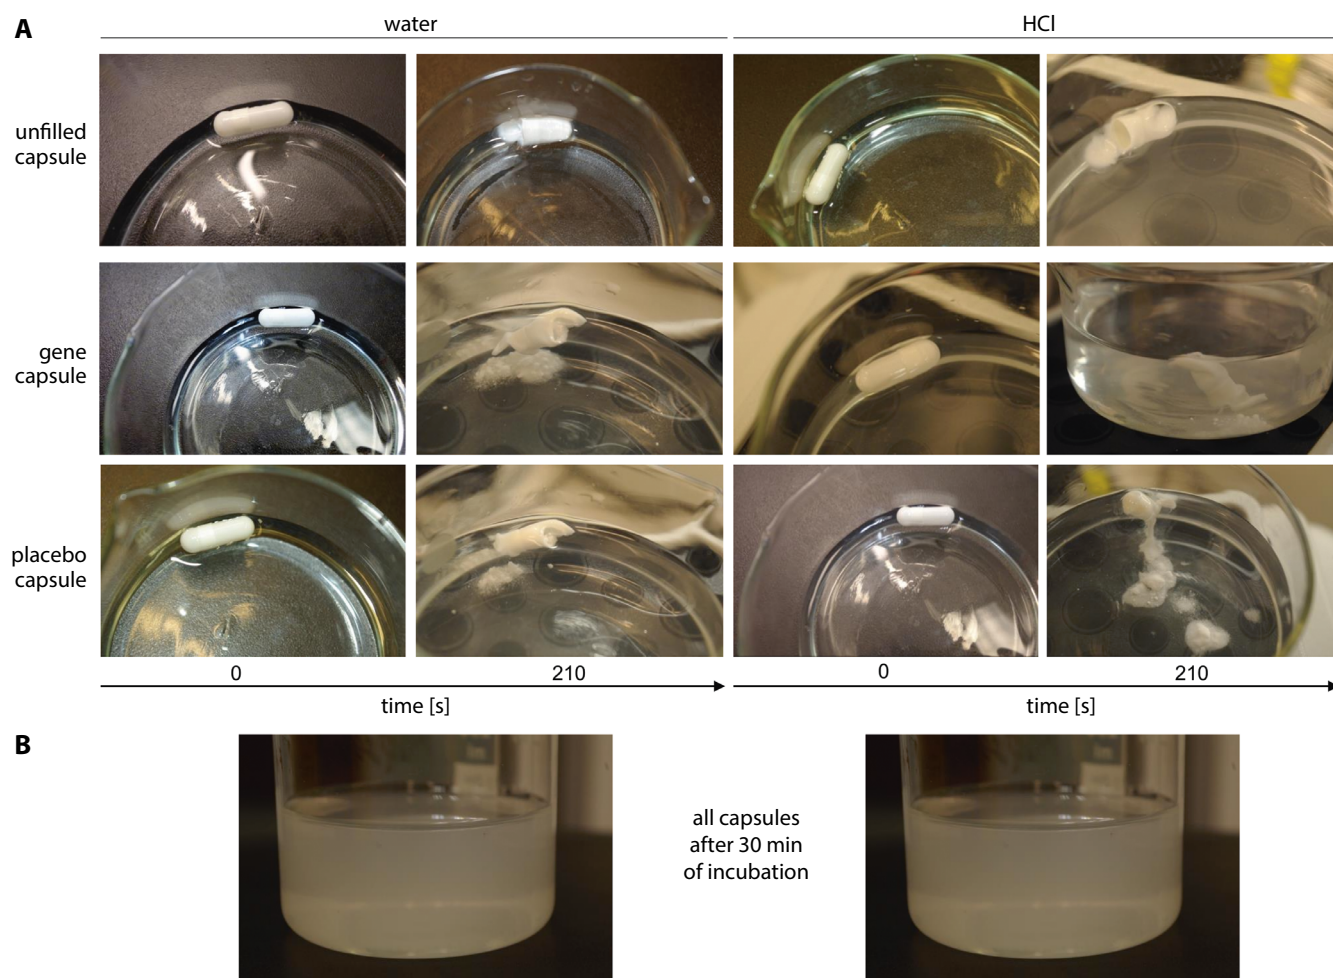 A
water
HCl
unfilled
capsule
gene
capsule
placebo
capsule
0
210
0
210
time [s]
time [s]
B
all capsules
after 30 min
of incubation